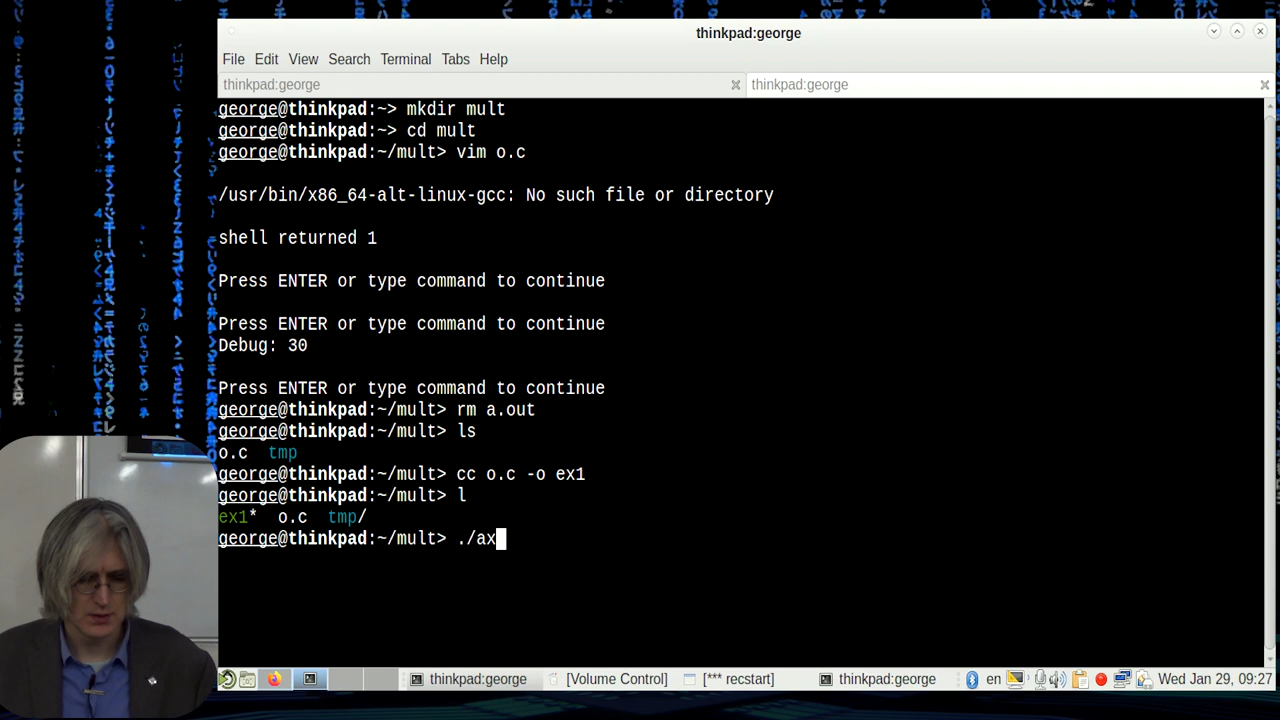 thinkpad:george
File Edit View Search Terminal Tabs Help
thinkpad:george thinkpad:george
george@thinkpad:~> mkdir mult
george@thinkpad:~> cd mult
george@thinkpad:~/mult> vim o.c
/usr/bin/x86_64-alt-linux-gcc: No such file or directory
shell returned 1
Press ENTER or type command to continue
Press ENTER or type command to continue
Debug: 30
Press ENTER or type command to continue
george@thinkpad:~/mult> rm a.out
george@thinkpad:~/mult> ls
o.c tmp
george@thinkpad:~/mult> cc o.c -o ex1
george@thinkpad:~/mult> l
ex1* o.c tmp/
george@thinkpad:~/mult> ./ax
thinkpad:george [Volume Control] [*** recstart] thinkpad:george en Wed Jan 29, 09:27